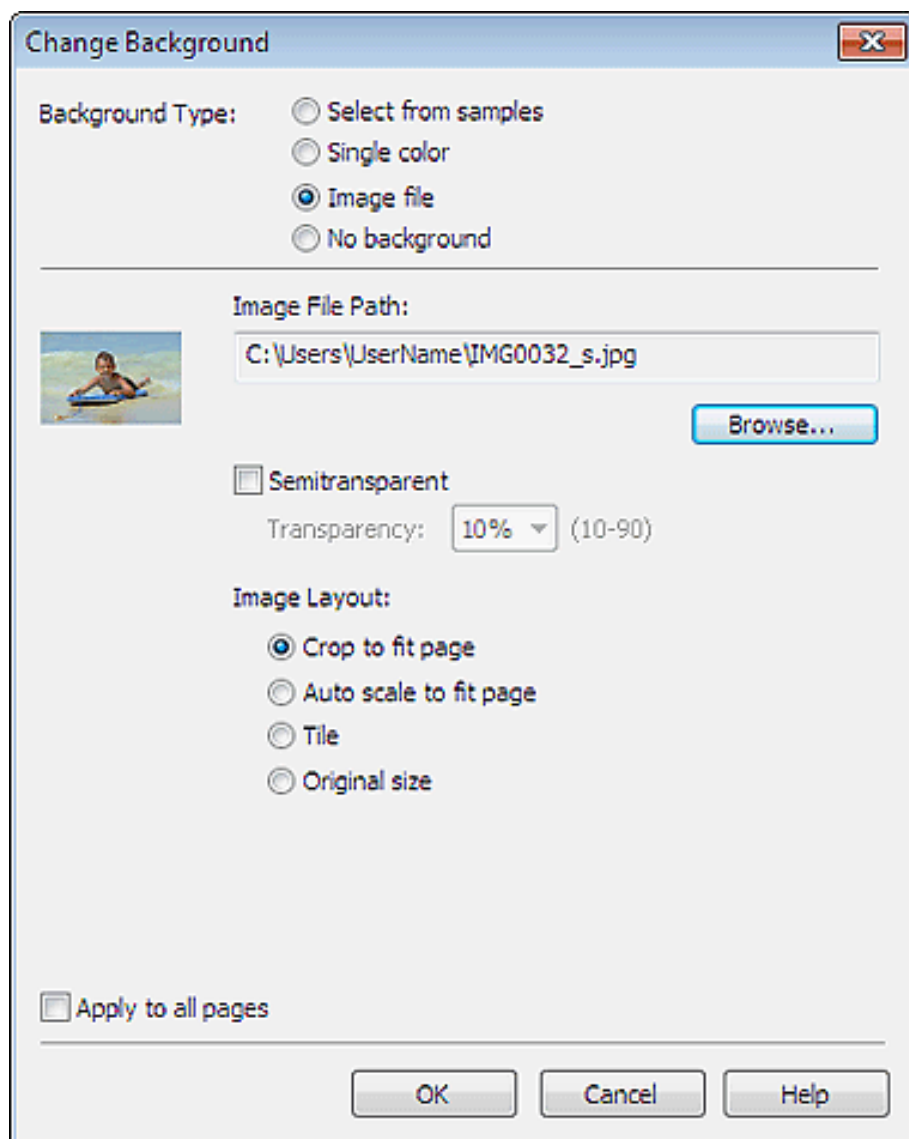 Change Background
Background Type:
Select from samples
Single color
Image file
No background
Image File Path:
C:\Users\UserName\IMG0032_s.jpg
Browse...
Semitransparent
Transparency: 10% (10-90)
Image Layout:
Crop to fit page
Auto scale to fit page
Tile
Original size
Apply to all pages
OK Cancel Help